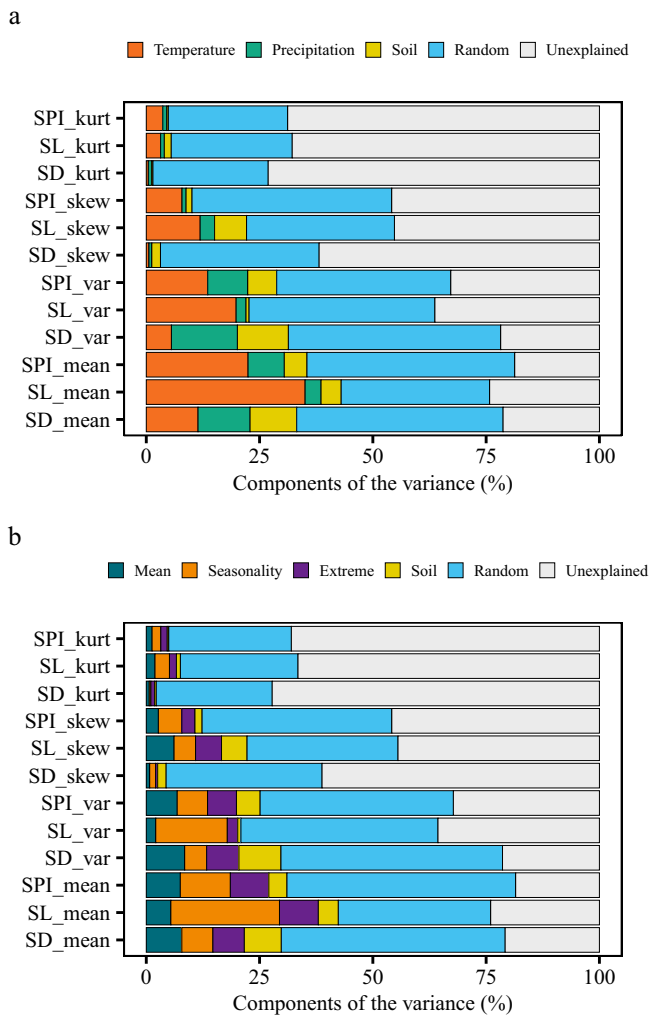 a
Temperature Precipitation Soil Random Unexplained
SPI_kurt
SL_kurt
SD_kurt
SPI_skew
SL_skew
SD_skew
SPI_var
SL_var
SD_var
SPI_mean
SL_mean
SD_mean
0 25 50 75 100
Components of the variance (%)
b
Mean Seasonality Extreme Soil Random Unexplained
SPI_kurt
SL_kurt
SD_kurt
SPI_skew
SL_skew
SD_skew
SPI_var
SL_var
SD_var
SPI_mean
SL_mean
SD_mean
0 25 50 75 100
Components of the variance (%)